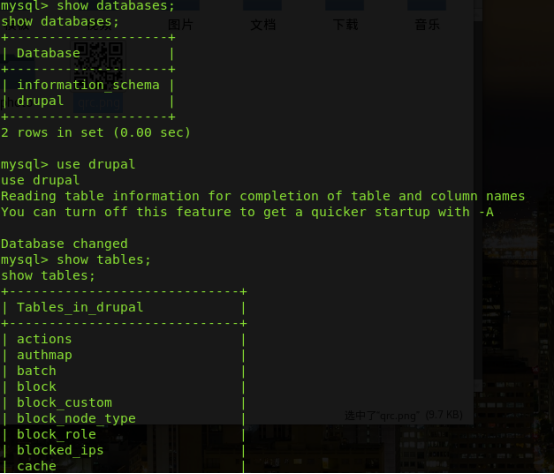 mysql> show databases;
show databases;
+--------------------+
| Database           |
+--------------------+
| information_schema |
| drupal             |
+--------------------+
2 rows in set (0.00 sec)
mysql> use drupal
use drupal
Reading table information for completion of table and column names
You can turn off this feature to get a quicker startup with -A
Database changed
mysql> show tables;
show tables;
+-----------------------------+
| Tables_in_drupal            |
+-----------------------------+
| actions                     |
| authmap                     |
| batch                       |
| block                       |
| block_custom                |
| block_node_type             |
| block_role                  |
| blocked_ips                 |
| cache                       |
图片 文档 下载 音乐
选中了"qrc.png" (9.7 KB)